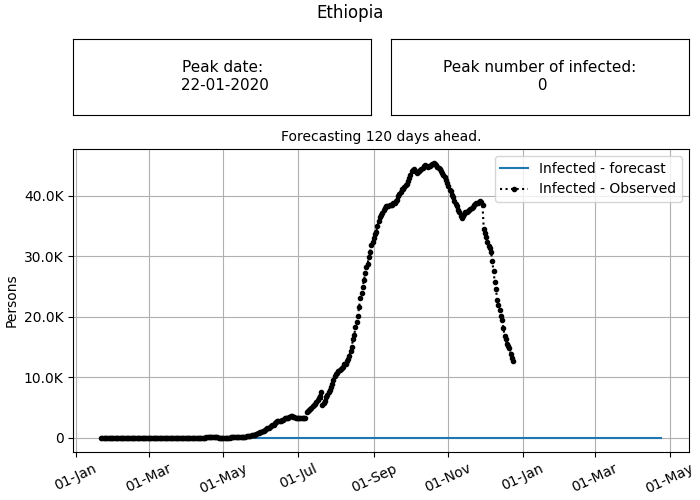 Ethiopia
Peak date:
22-01-2020
Peak number of infected:
0
Forecasting 120 days ahead.
Infected - forecast
Infected - Observed
Persons
40.0K
30.0K
20.0K
10.0K
0
01-Jan
01-Mar
01-May
01-Jul
01-Sep
01-Nov
01-Jan
01-Mar
01-May